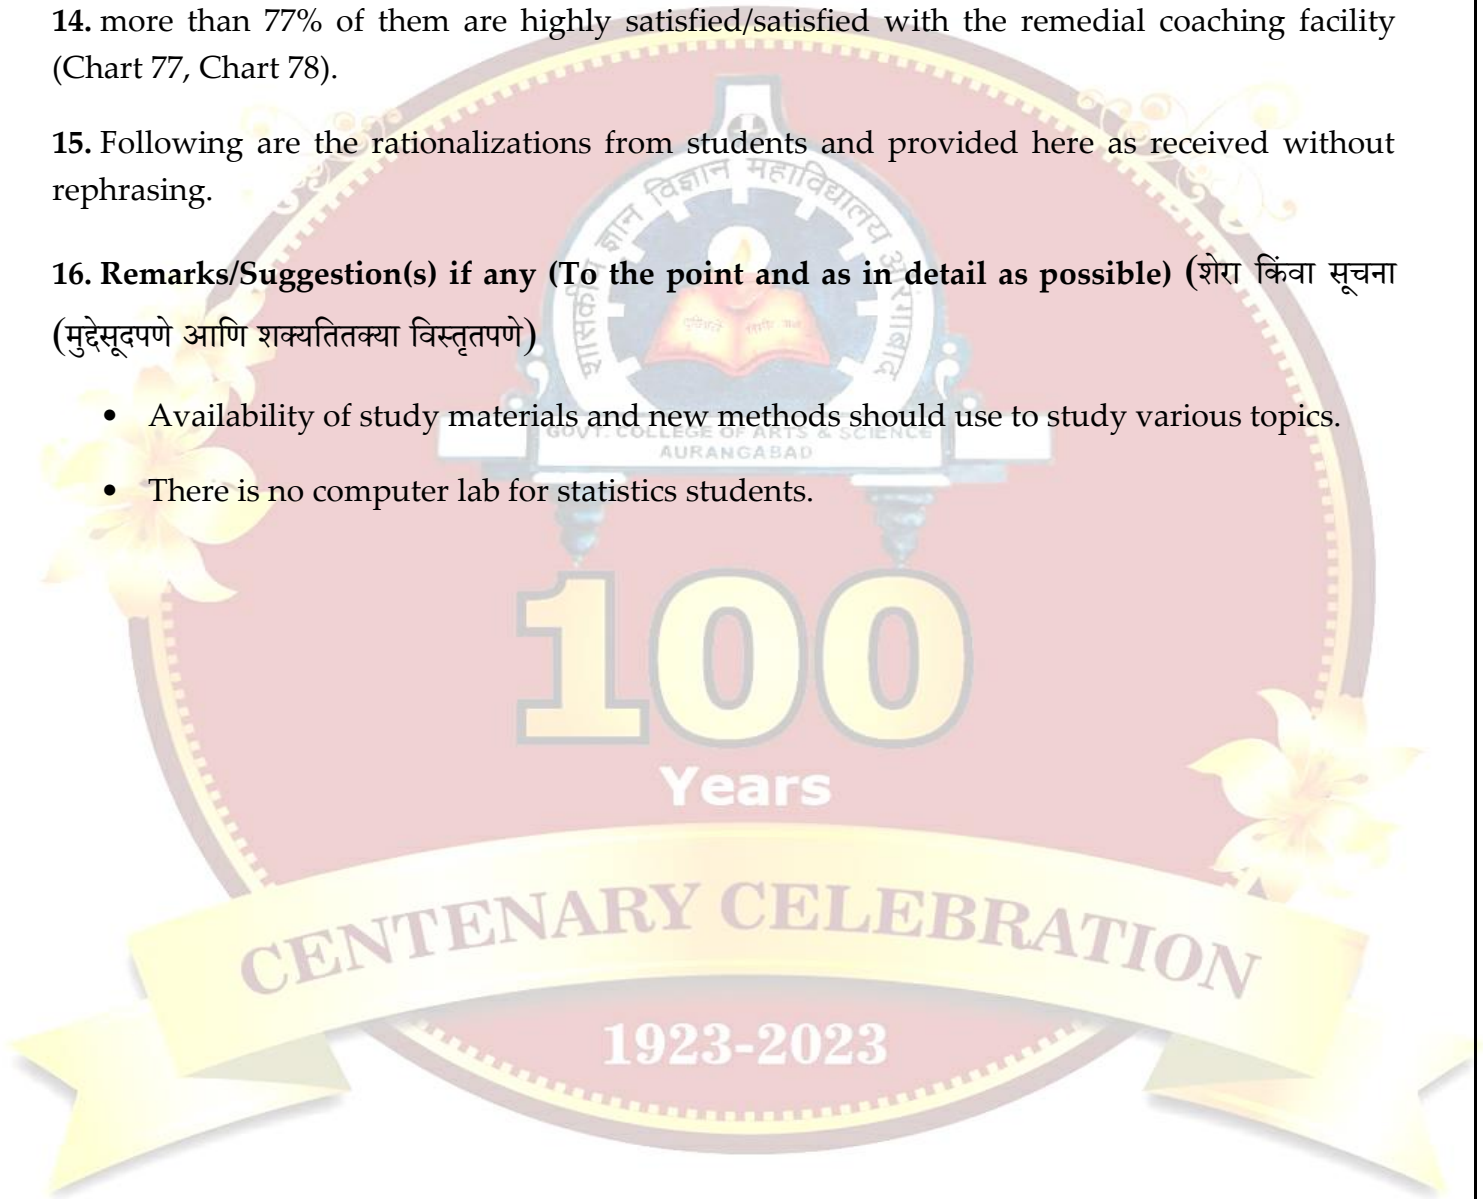 14. more than 77% of them are highly satisfied/satisfied with the remedial coaching facility
(Chart 77, Chart 78).
15. Following are the rationalizations from students and provided here as received without
rephrasing.
16. Remarks/Suggestion(s) if any (To the point and as in detail as possible) (शेरा किंवा सूचना
(मुद्देसूदपणे आणि शक्यतितक्या विस्तृतपणे)
• Availability of study materials and new methods should use to study various topics.
• There is no computer lab for statistics students.
शासकीय ज्ञान विज्ञान महाविद्यालय औरंगाबाद
GOVT. COLLEGE OF ARTS & SCIENCE
AURANGABAD
100
Years
CENTENARY CELEBRATION
1923-2023